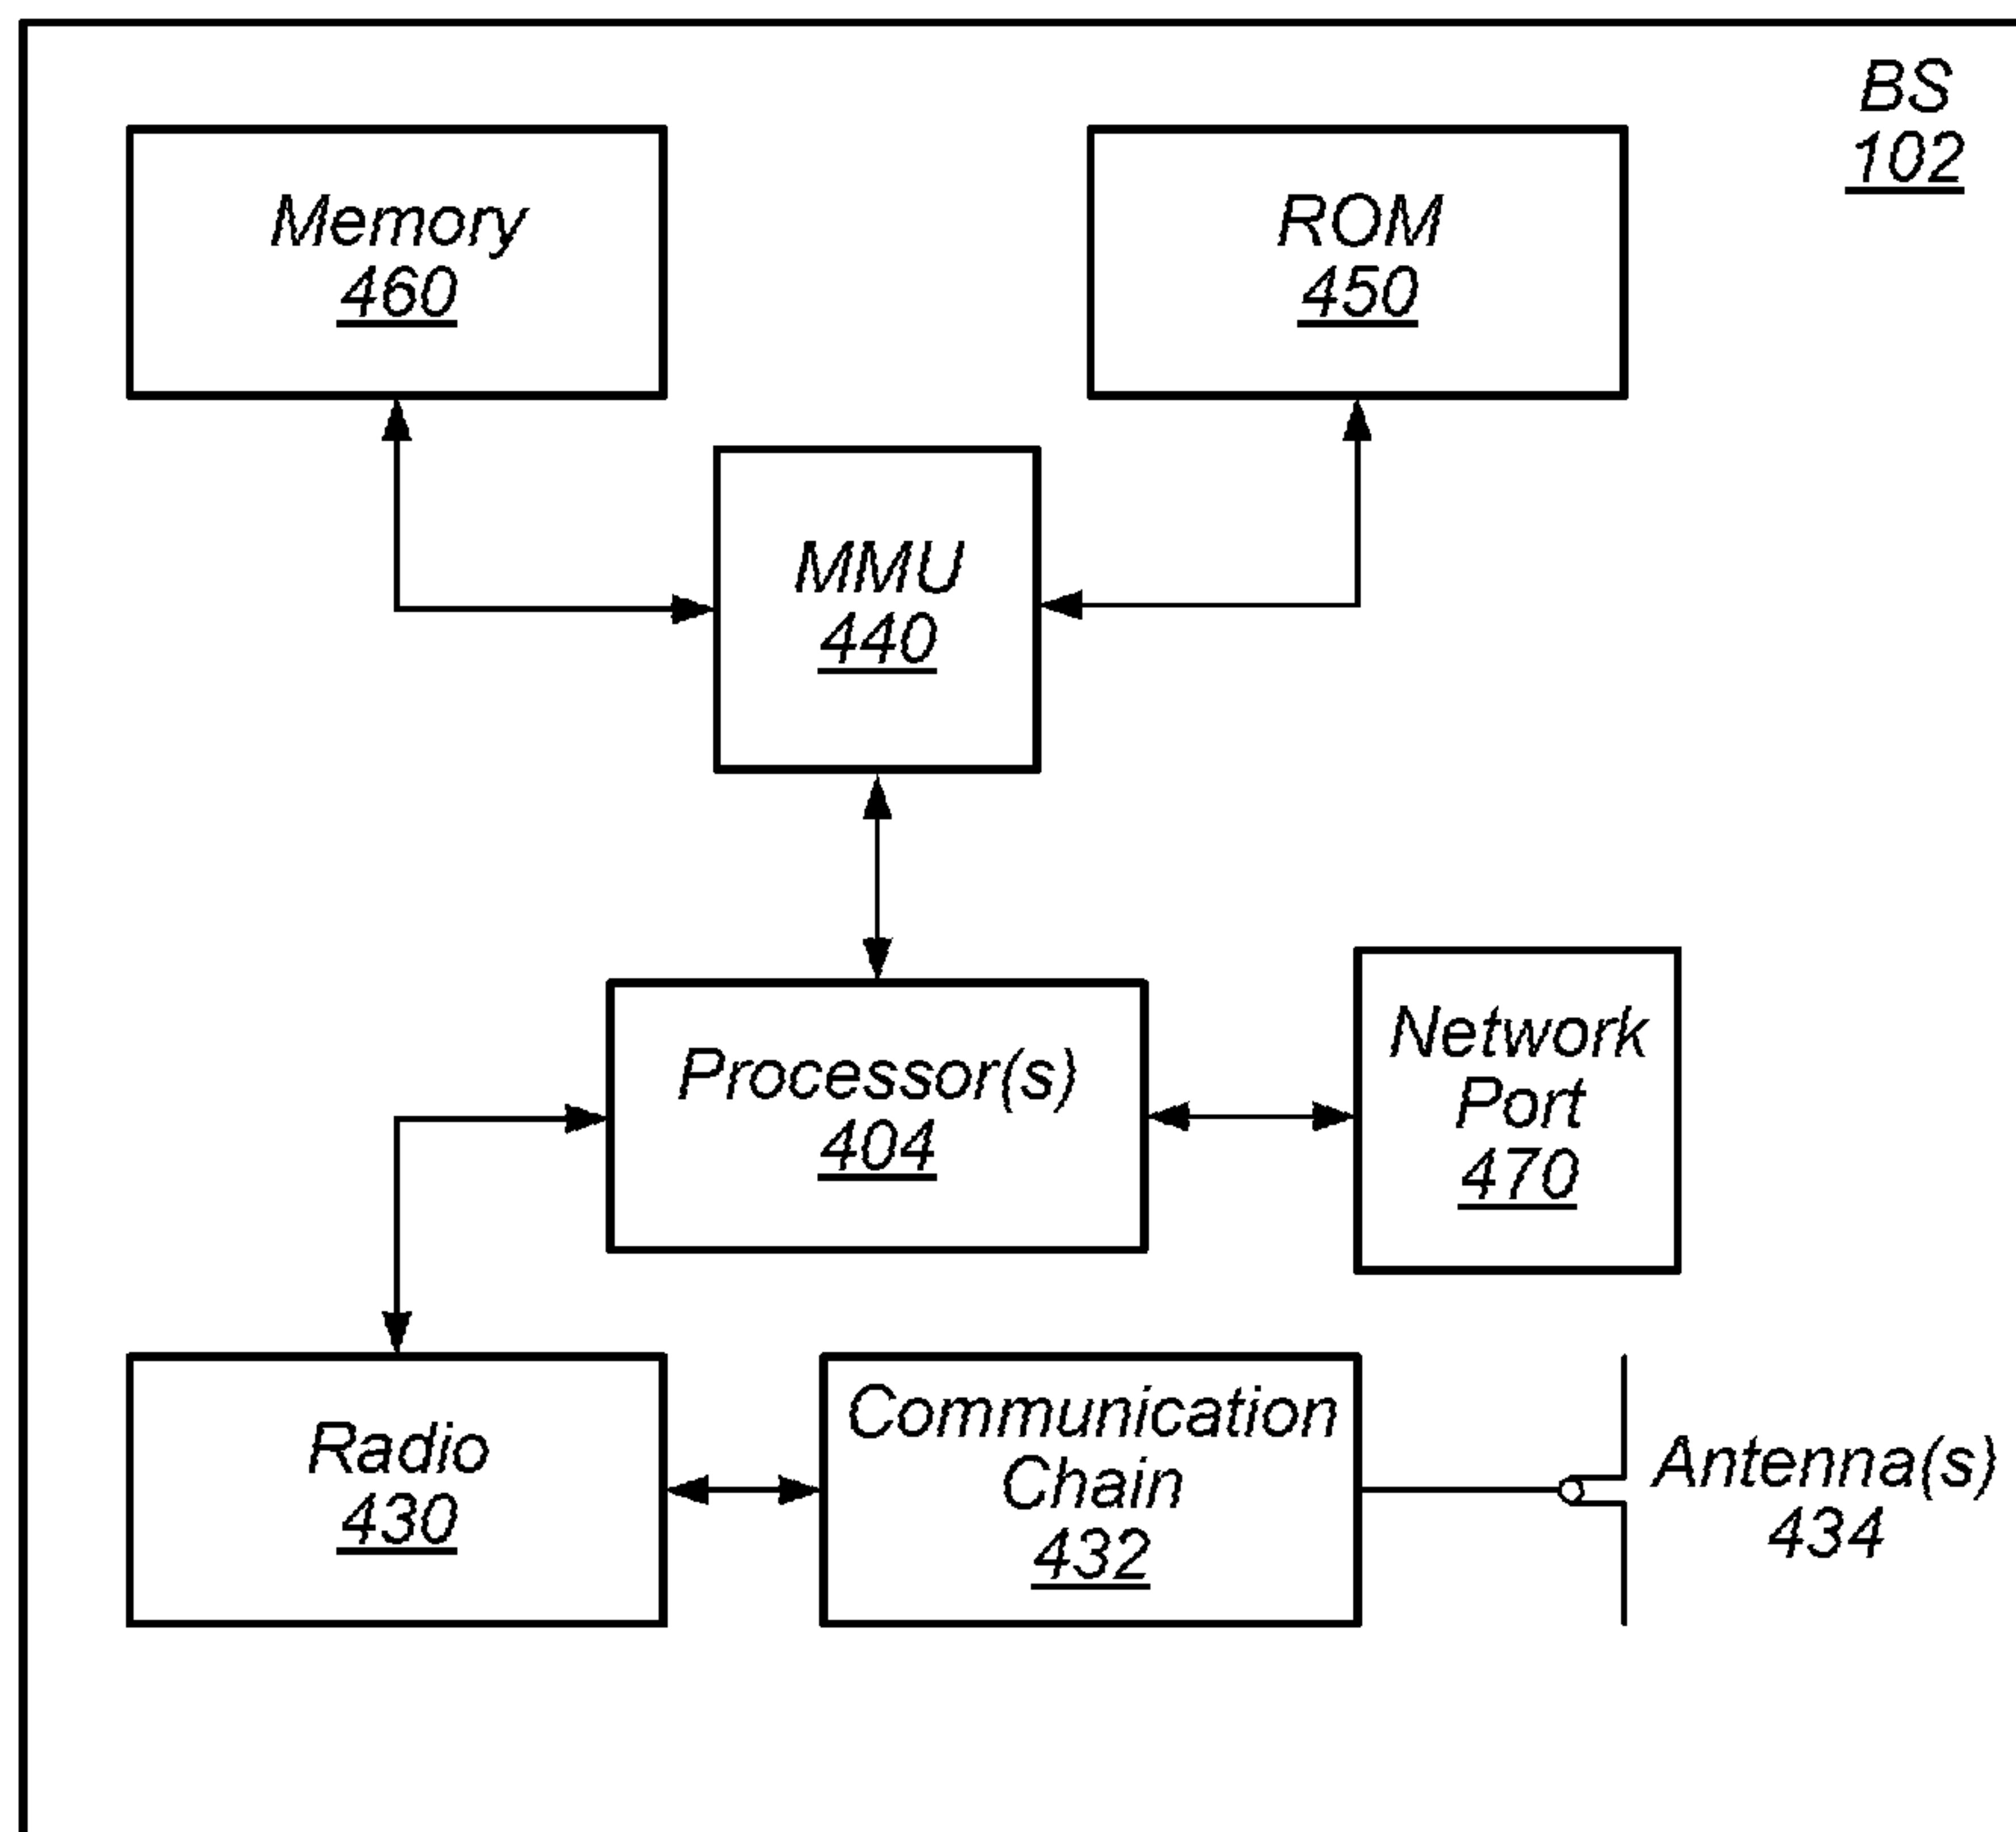 BS
102
Memory
460
ROM
450
MMU
440
Processor(s)
404
Network
Port
470
Radio
430
Communication
Chain
432
Antenna(s)
434